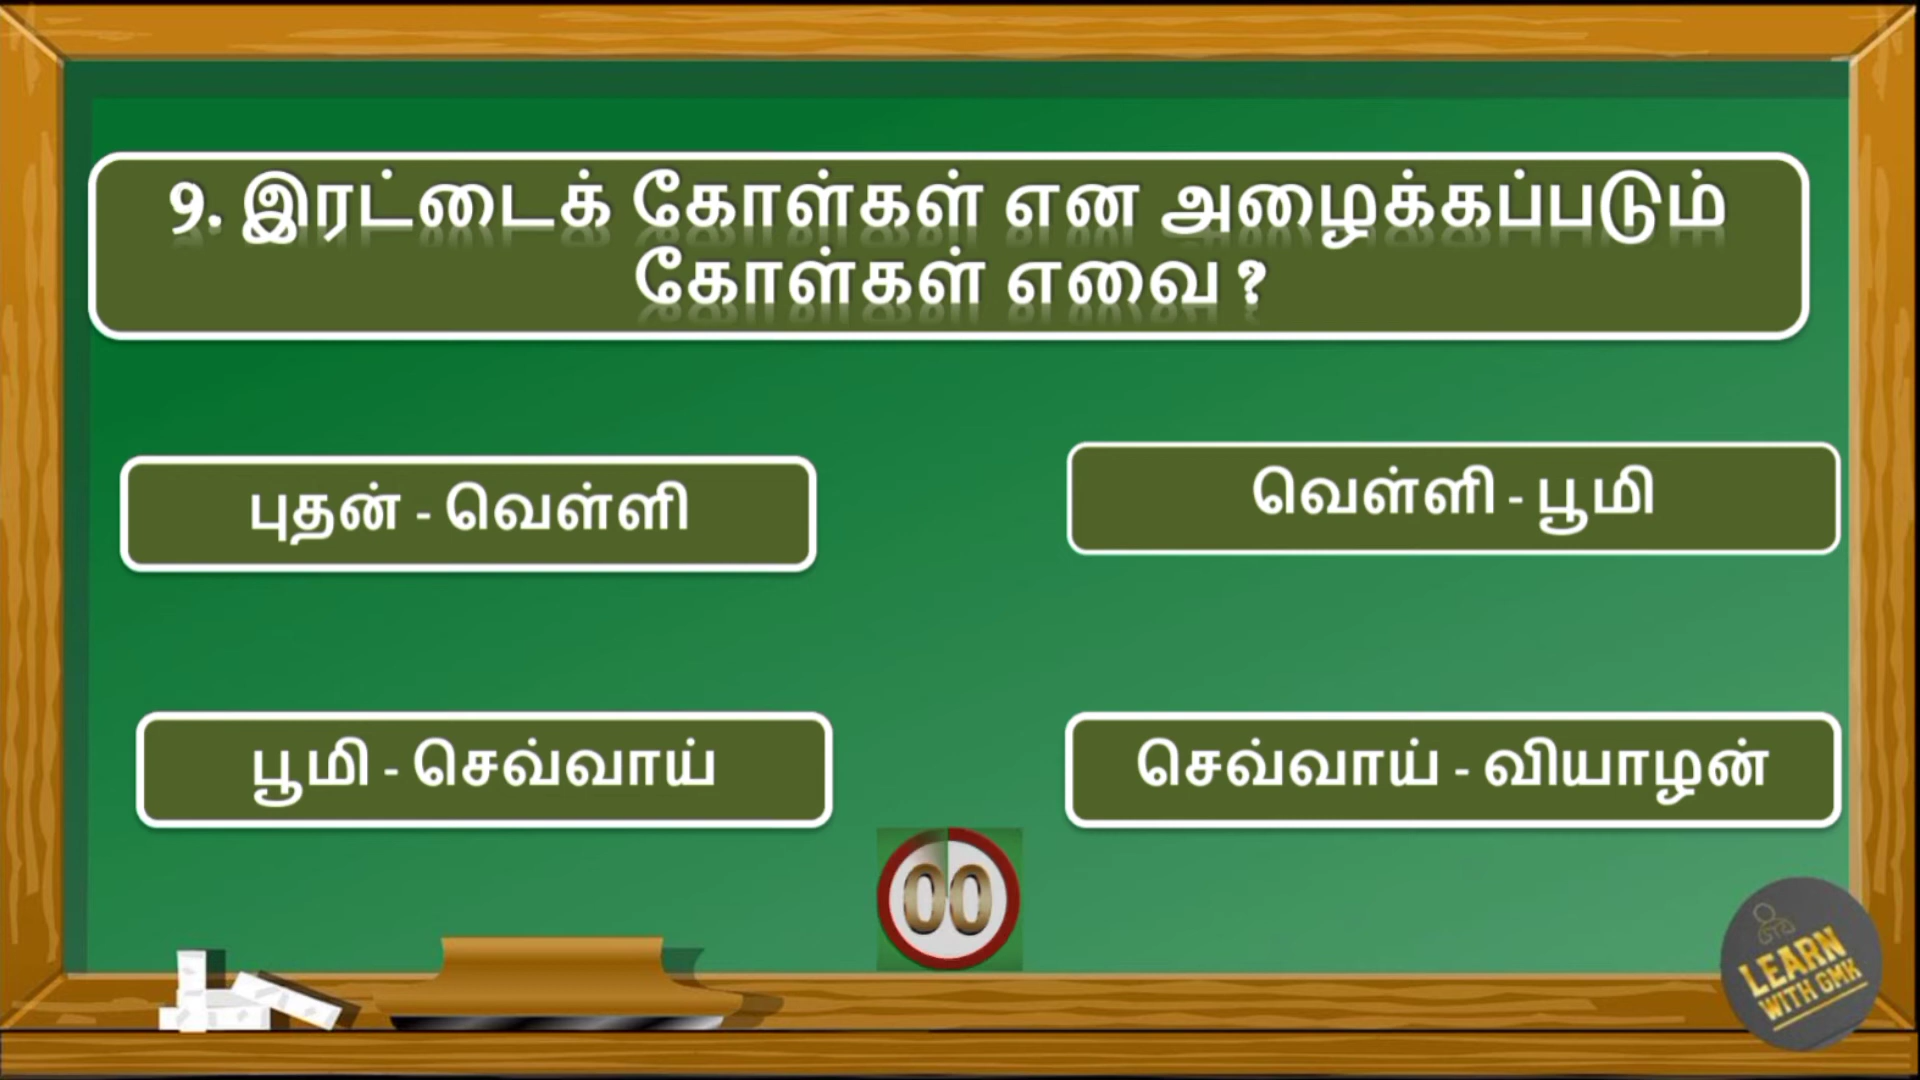 9. இரட்டைக் கோள்கள் என அழைக்கப்படும்
கோள்கள் எவை ?
புதன் - வெள்ளி
வெள்ளி - பூமி
பூமி - செவ்வாய்
செவ்வாய் - வியாழன்
00
LEARN
WITH GMK